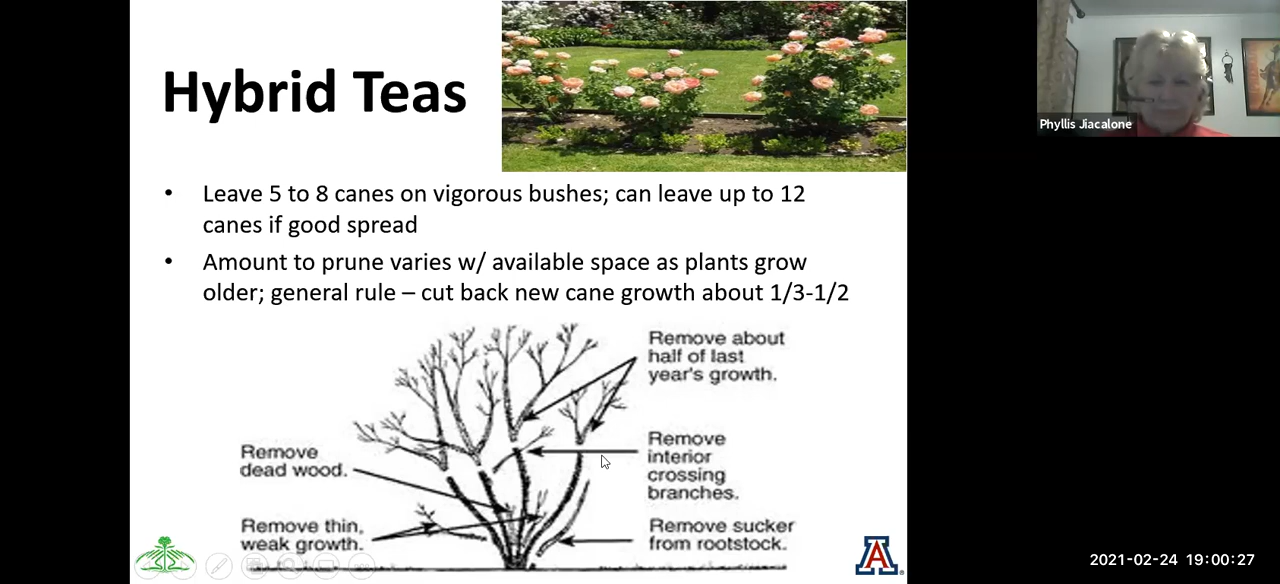 Hybrid Teas
Phyllis Jiacalone
• Leave 5 to 8 canes on vigorous bushes; can leave up to 12
canes if good spread
• Amount to prune varies w/ available space as plants grow
older; general rule – cut back new cane growth about 1/3-1/2
Remove about
half of last
year's growth.
Remove
dead wood.
Remove
interior
crossing
branches.
Remove thin,
weak growth.
Remove sucker
from rootstock.
A
2021-02-24 19:00:27